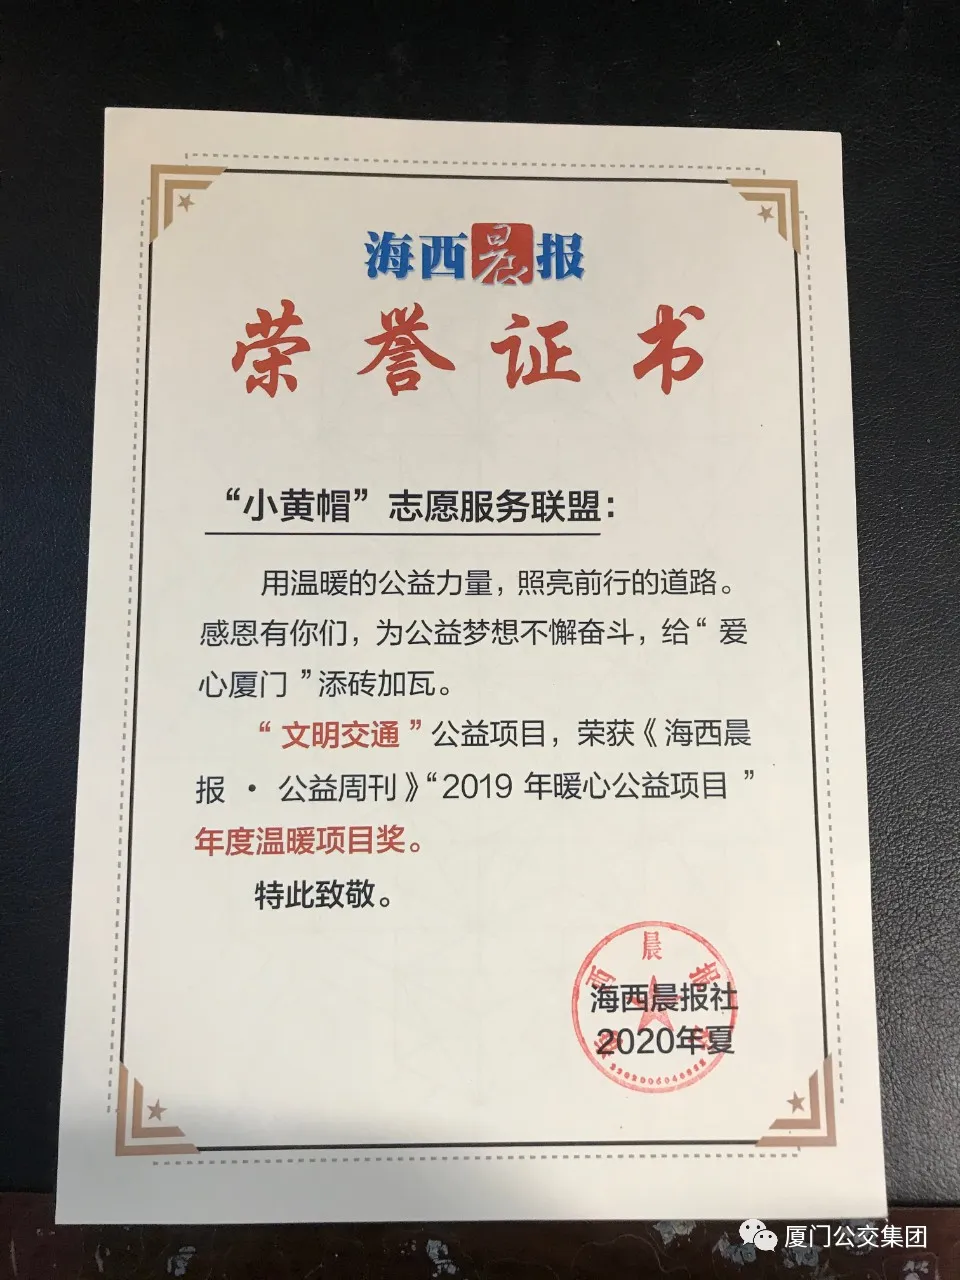 海西晨报
荣誉证书
“小黄帽”志愿服务联盟：
用温暖的公益力量，照亮前行的道路。
感恩有你们，为公益梦想不懈奋斗，给“爱
心厦门”添砖加瓦。
“文明交通”公益项目，荣获《海西晨
报·公益周刊》“2019年暖心公益项目”
年度温暖项目奖。
特此致敬。
海西晨报社
海西晨报社
2020年夏
厦门公交集团